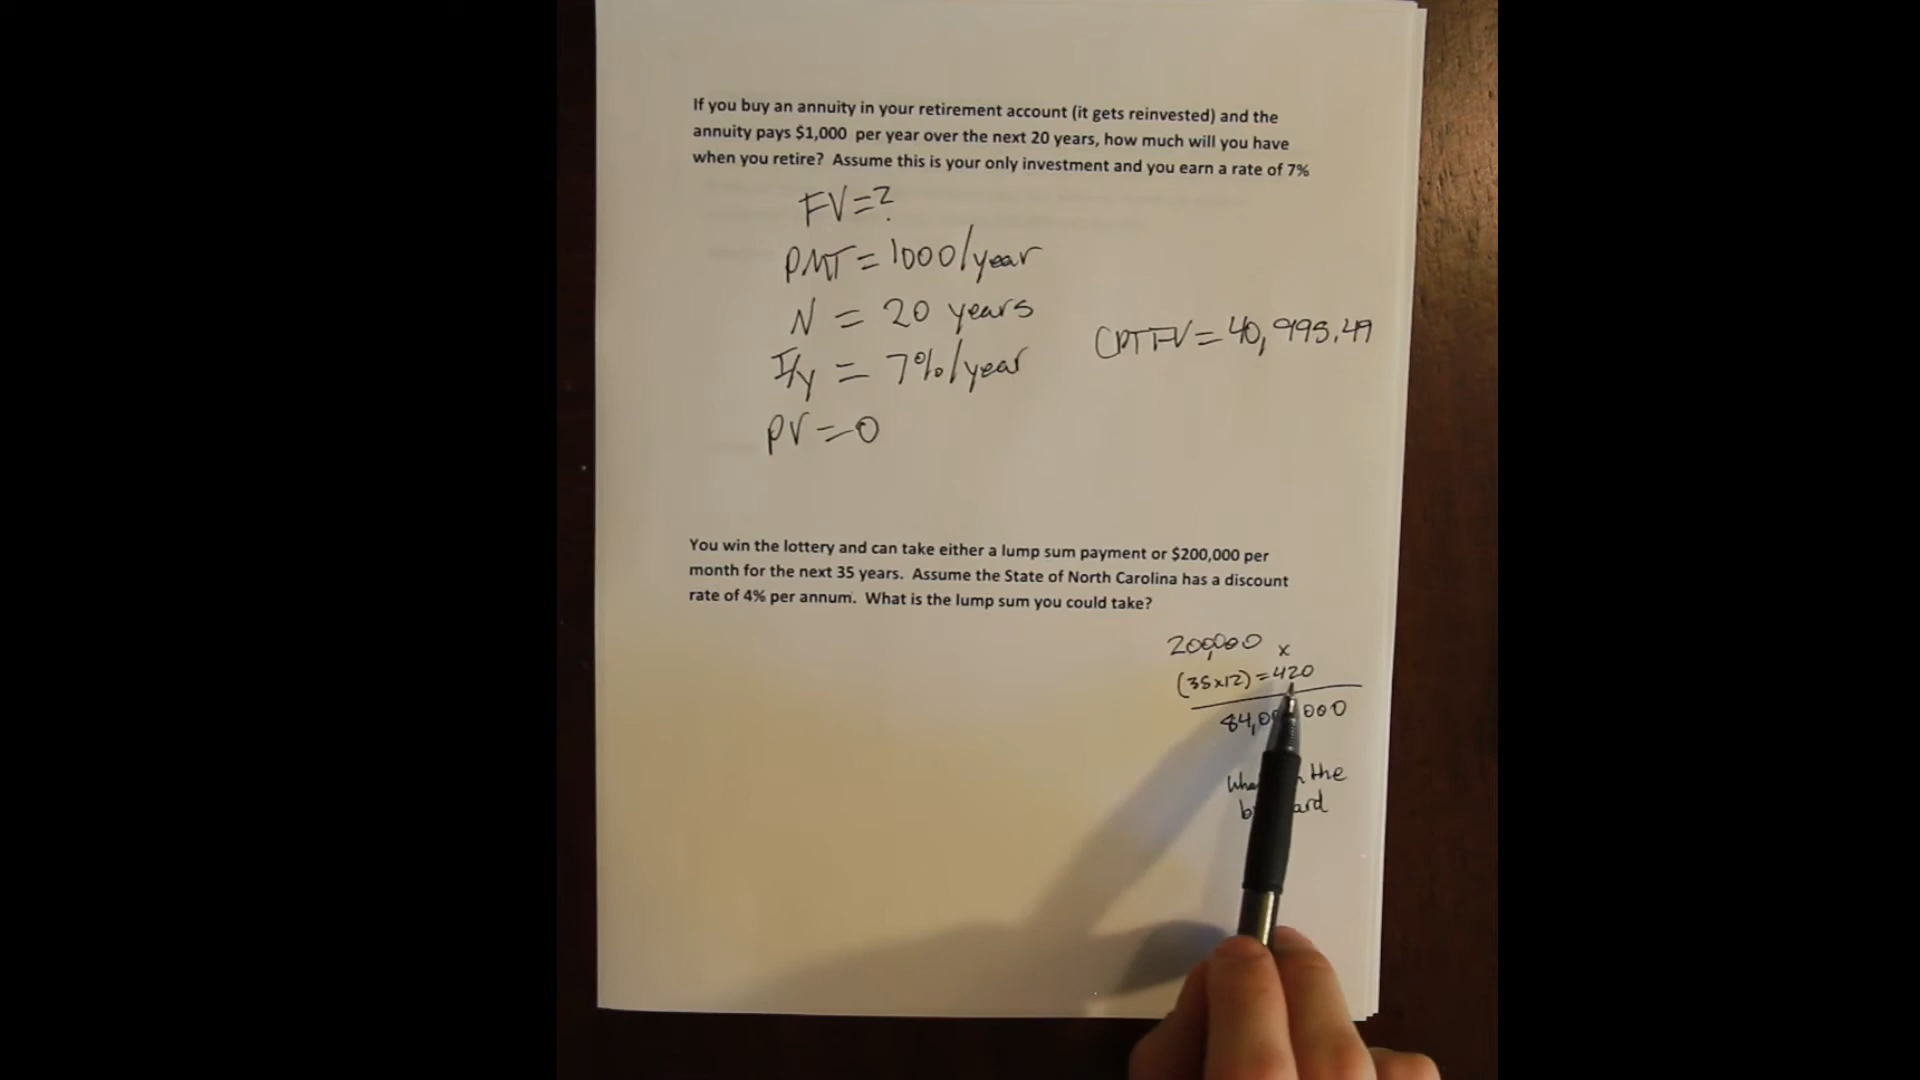 If you buy an annuity in your retirement account (it gets reinvested) and the
annuity pays $1,000 per year over the next 20 years, how much will you have
when you retire? Assume this is your only investment and you earn a rate of 7%
FV=?
PMT = 1000/year
N = 20 years
I/y = 7%/year
PV=0
CPT FV = 40,995.49
You win the lottery and can take either a lump sum payment or $200,000 per
month for the next 35 years. Assume the State of North Carolina has a discount
rate of 4% per annum. What is the lump sum you could take?
200,000 x
(35x12) = 420
the